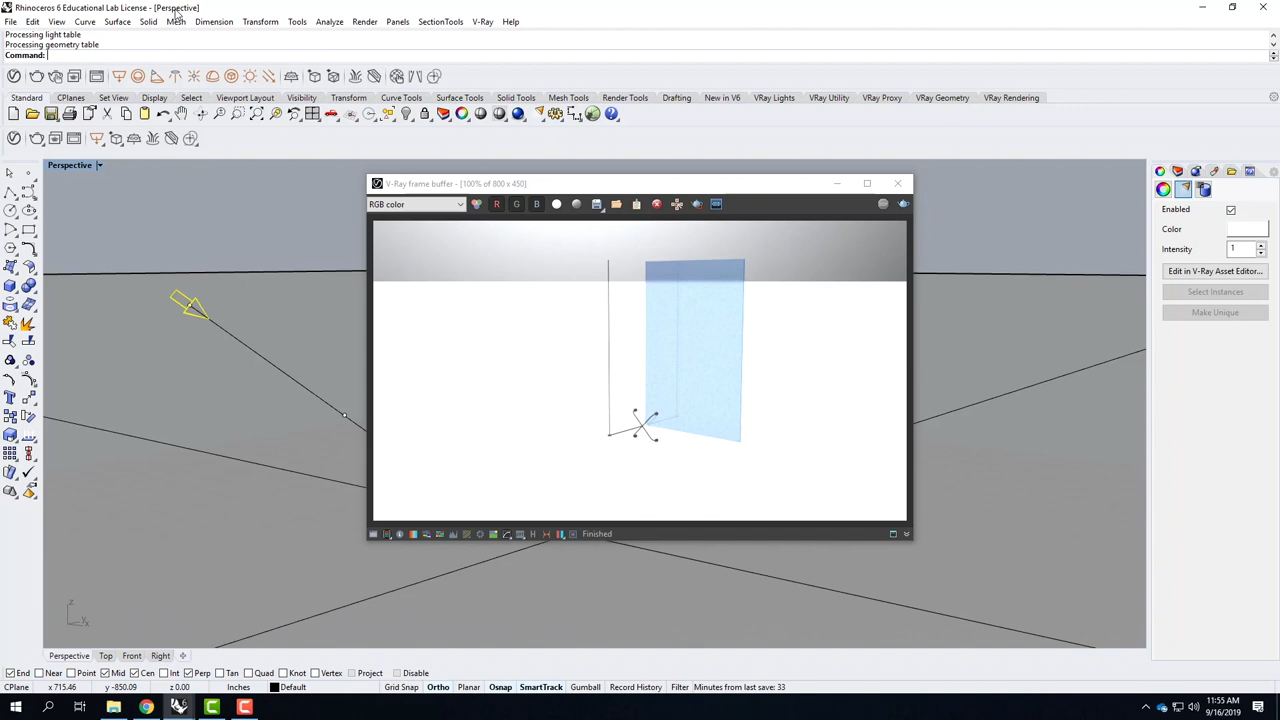 Rhinoceros 6 Educational Lab License - [Perspective]
File Edit View Curve Surface Solid Mesh Dimension Transform Tools Analyze Render Panels SectionTools V-Ray Help
Processing light table
Processing geometry table
Command:
Standard CPlanes Set View Display Select Viewport Layout Visibility Transform Curve Tools Surface Tools Solid Tools Mesh Tools Render Tools Drafting New in V6 VRay Lights VRay Utility VRay Proxy VRay Geometry VRay Rendering
Perspective
V-Ray frame buffer - [100% of 800 x 450]
RGB color R G B
Enabled
Color
Intensity 1
Edit in V-Ray Asset Editor...
Select Instances
Make Unique
H Finished
z
y x
Perspective Top Front Right
End Near Point Mid Cen Int Perp Tan Quad Knot Vertex Project Disable
CPlane x 715.46 y -850.09 z 0.00 Inches Default Grid Snap Ortho Planar Osnap SmartTrack Gumball Record History Filter Minutes from last save: 33
11:55 AM
9/16/2019